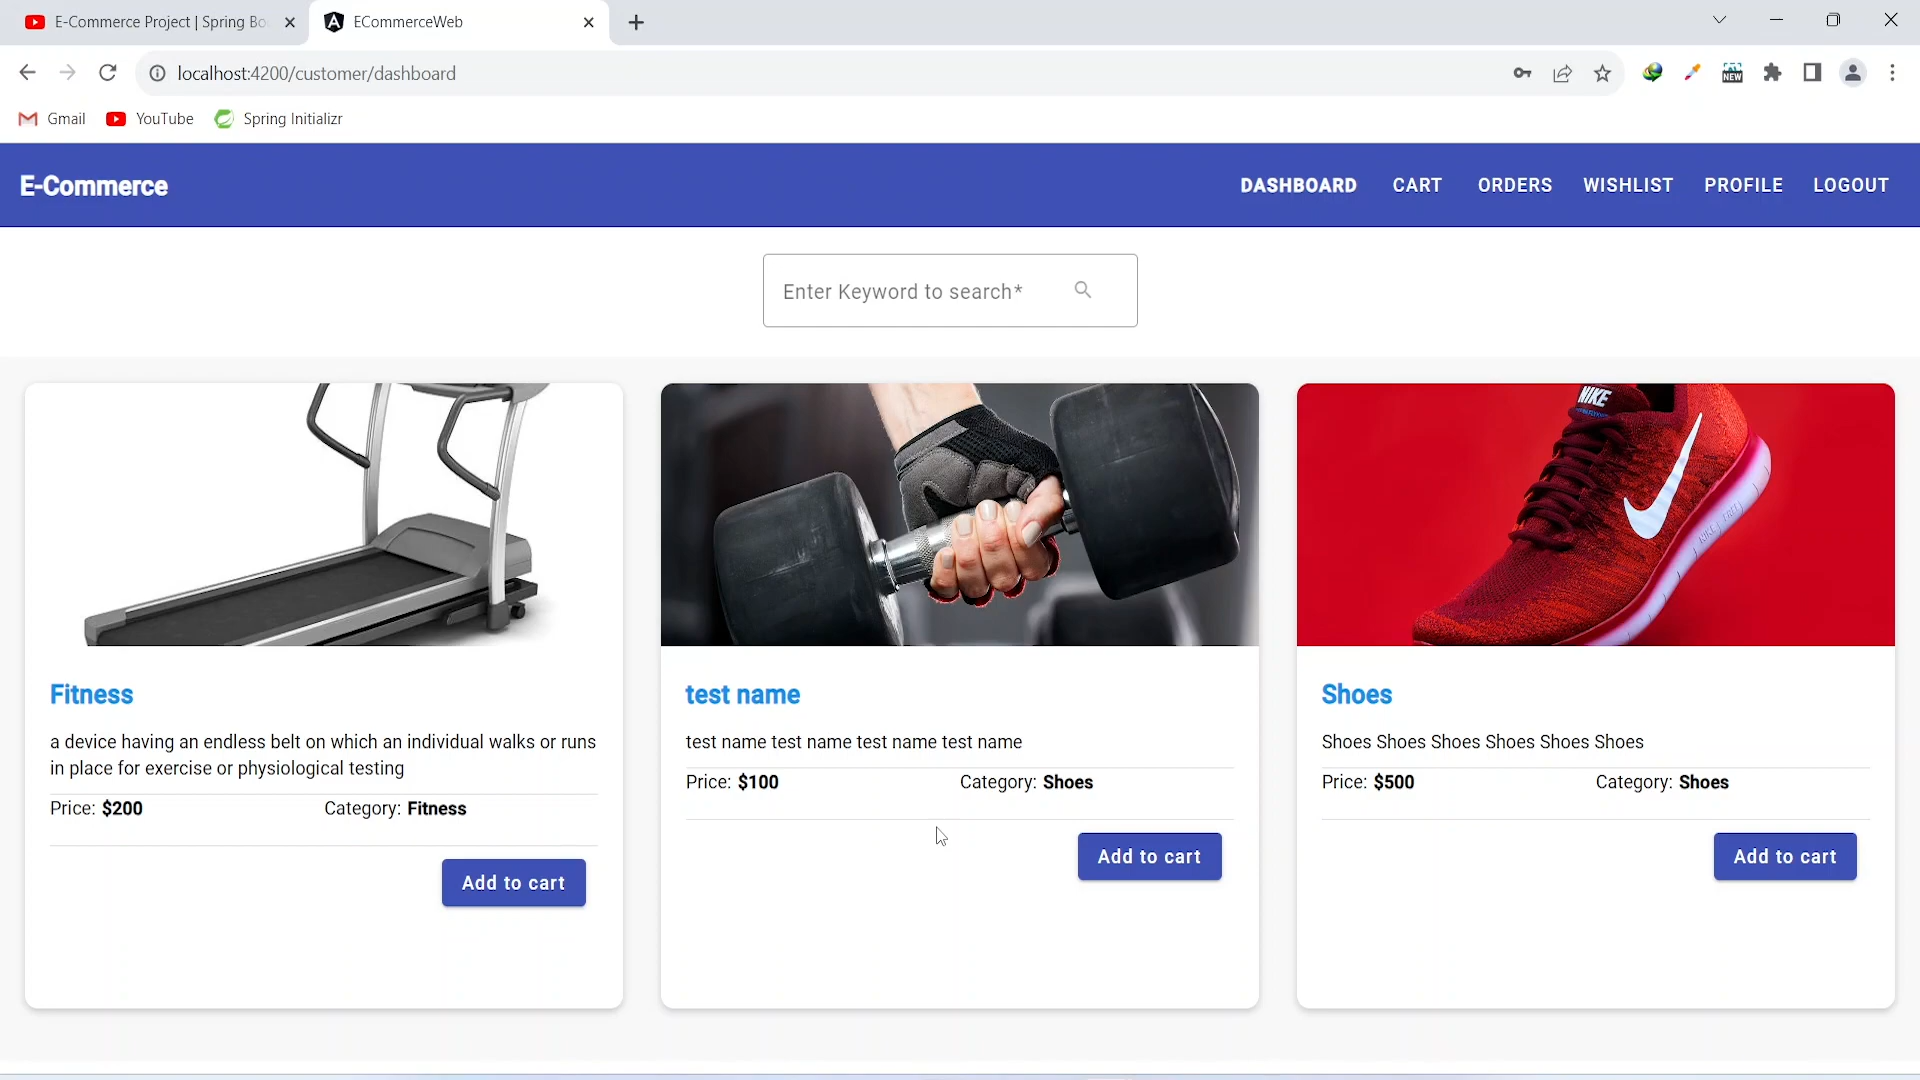 E-Commerce Project | Spring Bo
ECommerceWeb
localhost:4200/customer/dashboard
NEW
Gmail
YouTube
Spring Initializr
E-Commerce
DASHBOARD
CART
ORDERS
WISHLIST
PROFILE
LOGOUT
Enter Keyword to search*
NIKE
NIKE FREE
Fitness
a device having an endless belt on which an individual walks or runs
in place for exercise or physiological testing
Price: $200
Category: Fitness
Add to cart
test name
test name test name test name test name
Price: $100
Category: Shoes
Add to cart
Shoes
Shoes Shoes Shoes Shoes Shoes Shoes
Price: $500
Category: Shoes
Add to cart